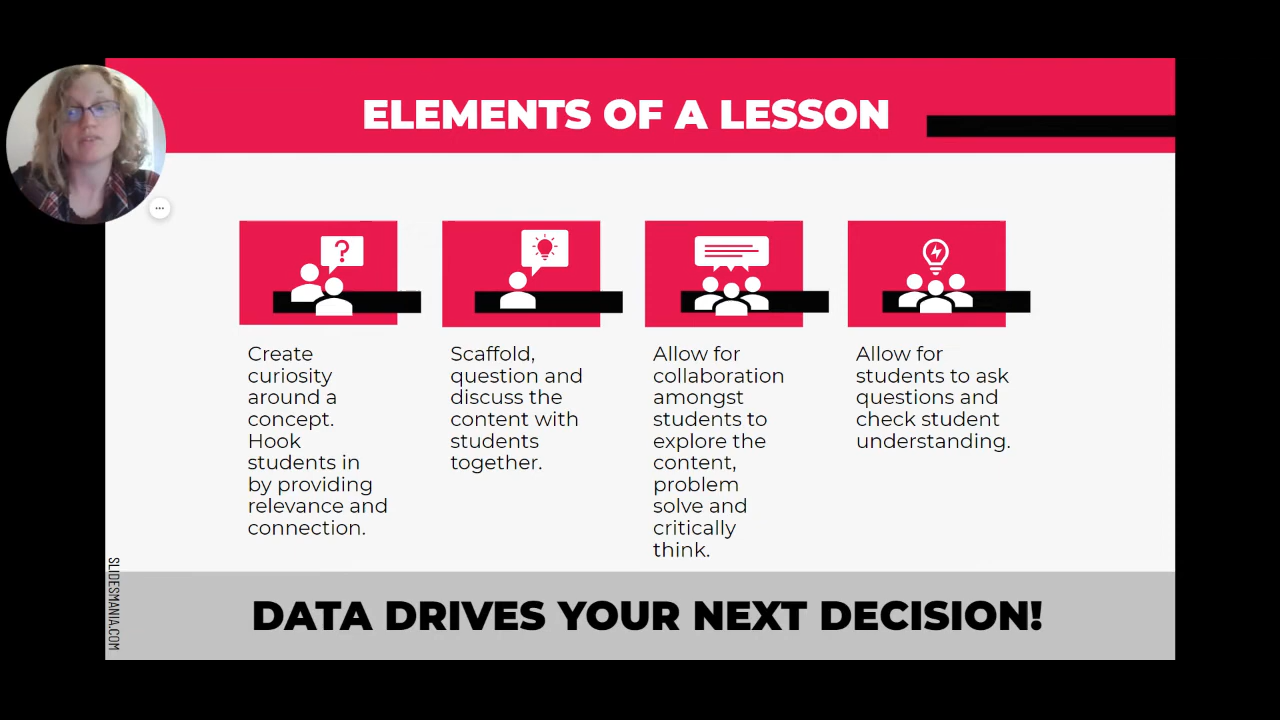 ELEMENTS OF A LESSON
?
Create
curiosity
around a
concept.
Hook
students in
by providing
relevance and
connection.
Scaffold,
question and
discuss the
content with
students
together.
Allow for
collaboration
amongst
students to
explore the
content,
problem
solve and
critically
think.
Allow for
students to ask
questions and
check student
understanding.
SLIDESMANIA.COM
DATA DRIVES YOUR NEXT DECISION!